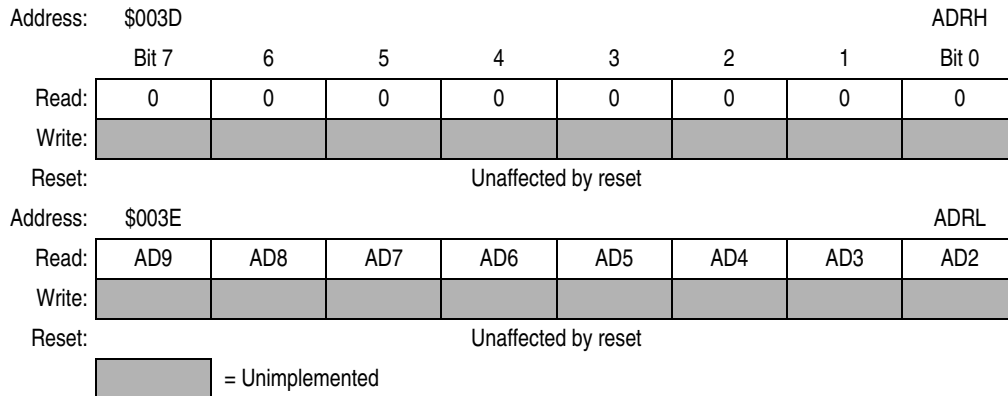 Address: $003D ADRH
Bit 7 6 5 4 3 2 1 Bit 0
Read: 0 0 0 0 0 0 0 0
Write:
Reset: Unaffected by reset
Address: $003E ADRL
Read: AD9 AD8 AD7 AD6 AD5 AD4 AD3 AD2
Write:
Reset: Unaffected by reset
= Unimplemented